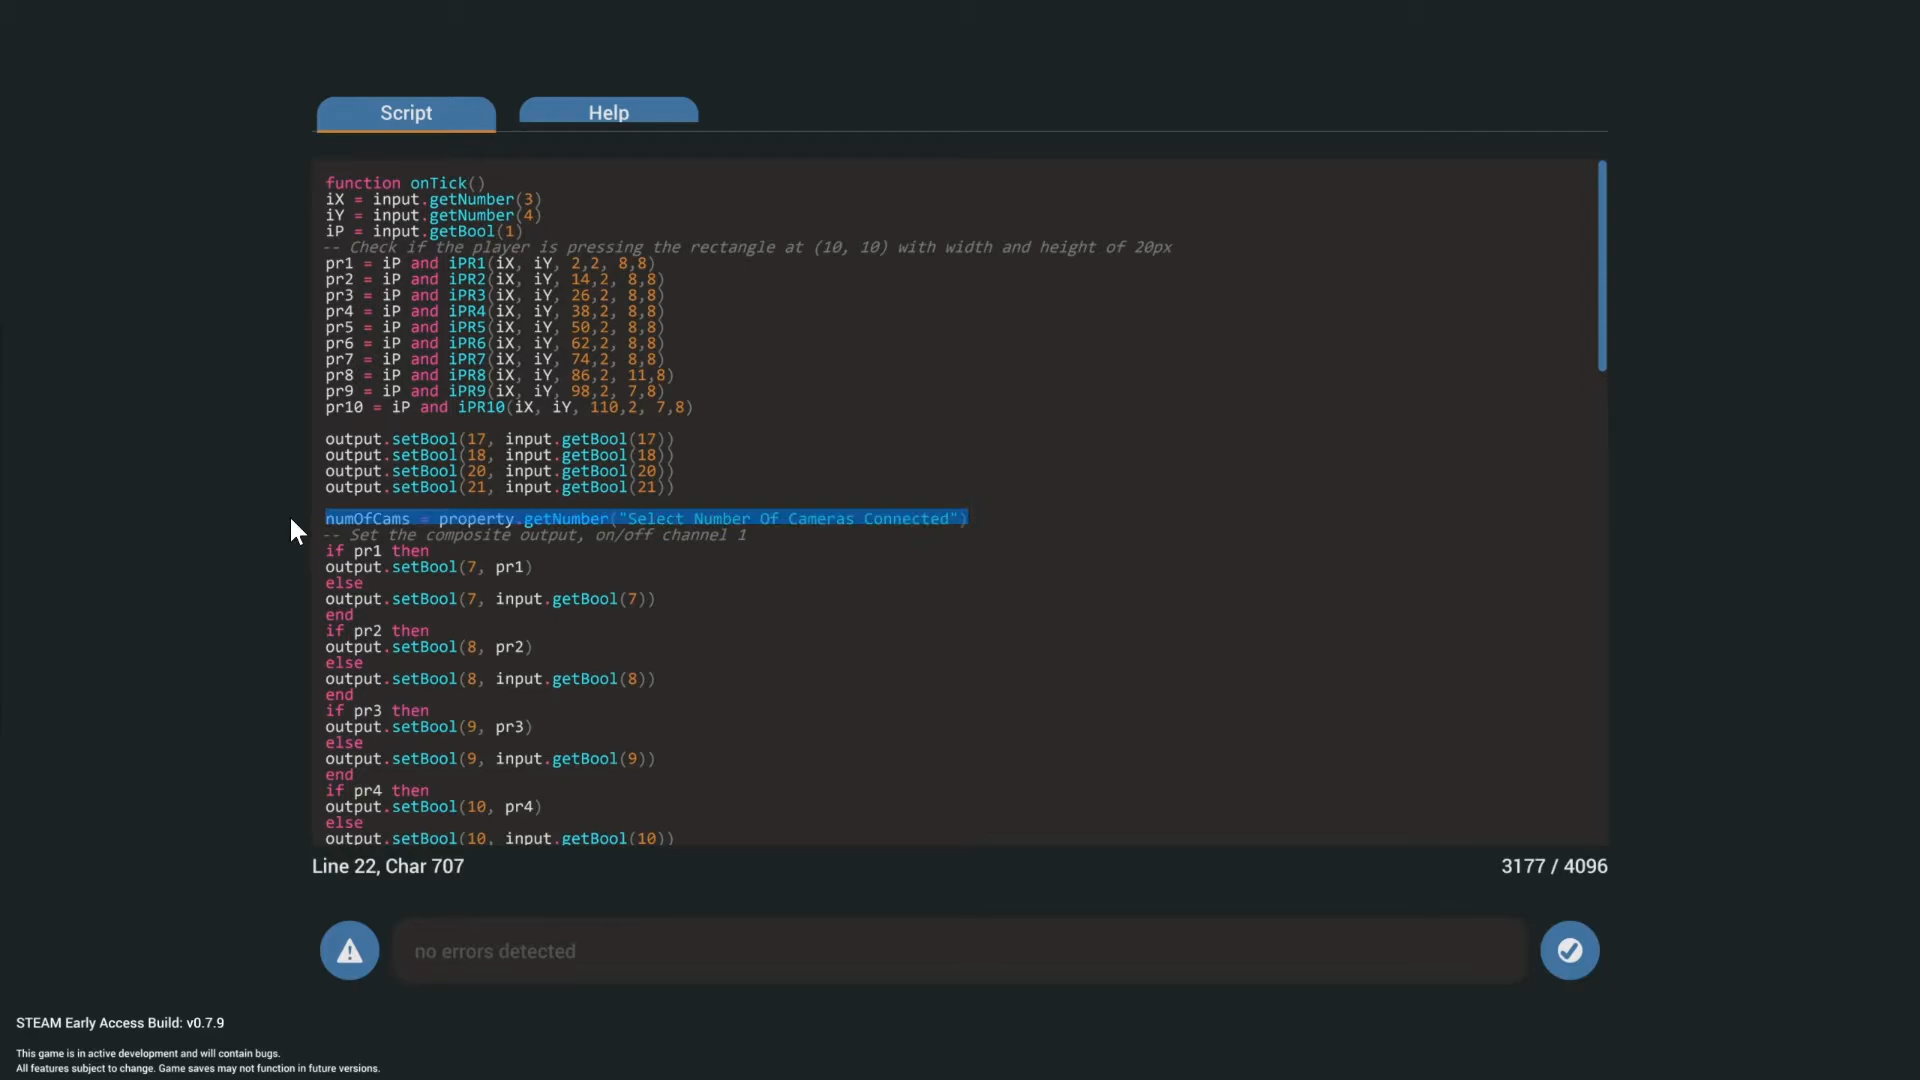 Script
Help
function onTick()
iX = input.getNumber(3)
iY = input.getNumber(4)
iP = input.getBool(1)
-- Check if the player is pressing the rectangle at (10, 10) with width and height of 20px
pr1 = iP and iPR1(iX, iY, 2,2, 8,8)
pr2 = iP and iPR2(iX, iY, 14,2, 8,8)
pr3 = iP and iPR3(iX, iY, 26,2, 8,8)
pr4 = iP and iPR4(iX, iY, 38,2, 8,8)
pr5 = iP and iPR5(iX, iY, 50,2, 8,8)
pr6 = iP and iPR6(iX, iY, 62,2, 8,8)
pr7 = iP and iPR7(iX, iY, 74,2, 8,8)
pr8 = iP and iPR8(iX, iY, 86,2, 11,8)
pr9 = iP and iPR9(iX, iY, 98,2, 7,8)
pr10 = iP and iPR10(iX, iY, 110,2, 7,8)
output.setBool(17, input.getBool(17))
output.setBool(18, input.getBool(18))
output.setBool(20, input.getBool(20))
output.setBool(21, input.getBool(21))
numOfCams = property.getNumber("Select Number Of Cameras Connected")
-- Set the composite output, on/off channel 1
if pr1 then
output.setBool(7, pr1)
else
output.setBool(7, input.getBool(7))
end
if pr2 then
output.setBool(8, pr2)
else
output.setBool(8, input.getBool(8))
end
if pr3 then
output.setBool(9, pr3)
else
output.setBool(9, input.getBool(9))
end
if pr4 then
output.setBool(10, pr4)
else
output.setBool(10, input.getBool(10))
Line 22, Char 707
3177 / 4096
no errors detected
STEAM Early Access Build: v0.7.9
This game is in active development and will contain bugs.
All features subject to change. Game saves may not function in future versions.